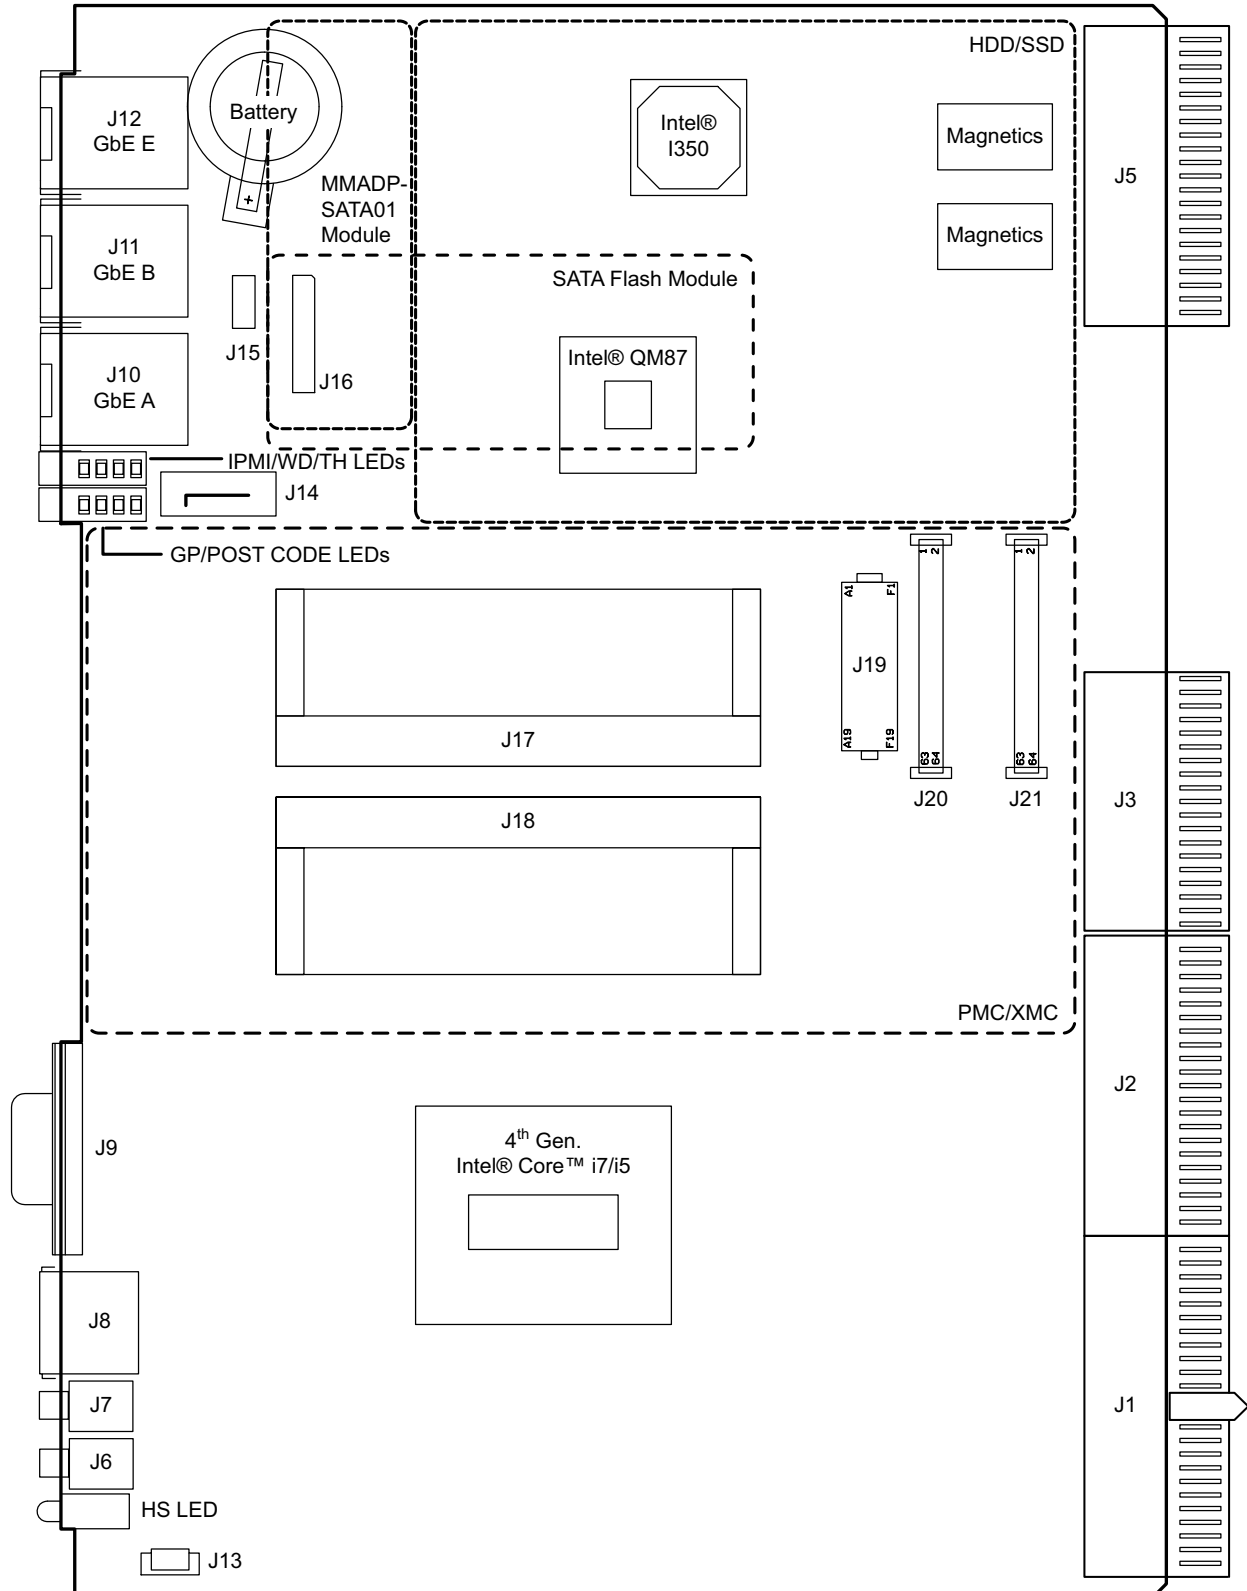 HDD/SSD
J12
GbE E
Battery
Intel®
I350
Magnetics
J5
MMADP-
SATA01
Module
+
J11
GbE B
Magnetics
SATA Flash Module
J15
J16
Intel® QM87
J10
GbE A
IPMI/WD/TH LEDs
J14
GP/POST CODE LEDs
1
2
1
2
A1
F1
J19
A19
F19
63
64
63
64
J17
J20
J21
J3
J18
PMC/XMC
J2
J9
4th Gen.
Intel® Core™ i7/i5
J8
J7
J1
J6
HS LED
J13